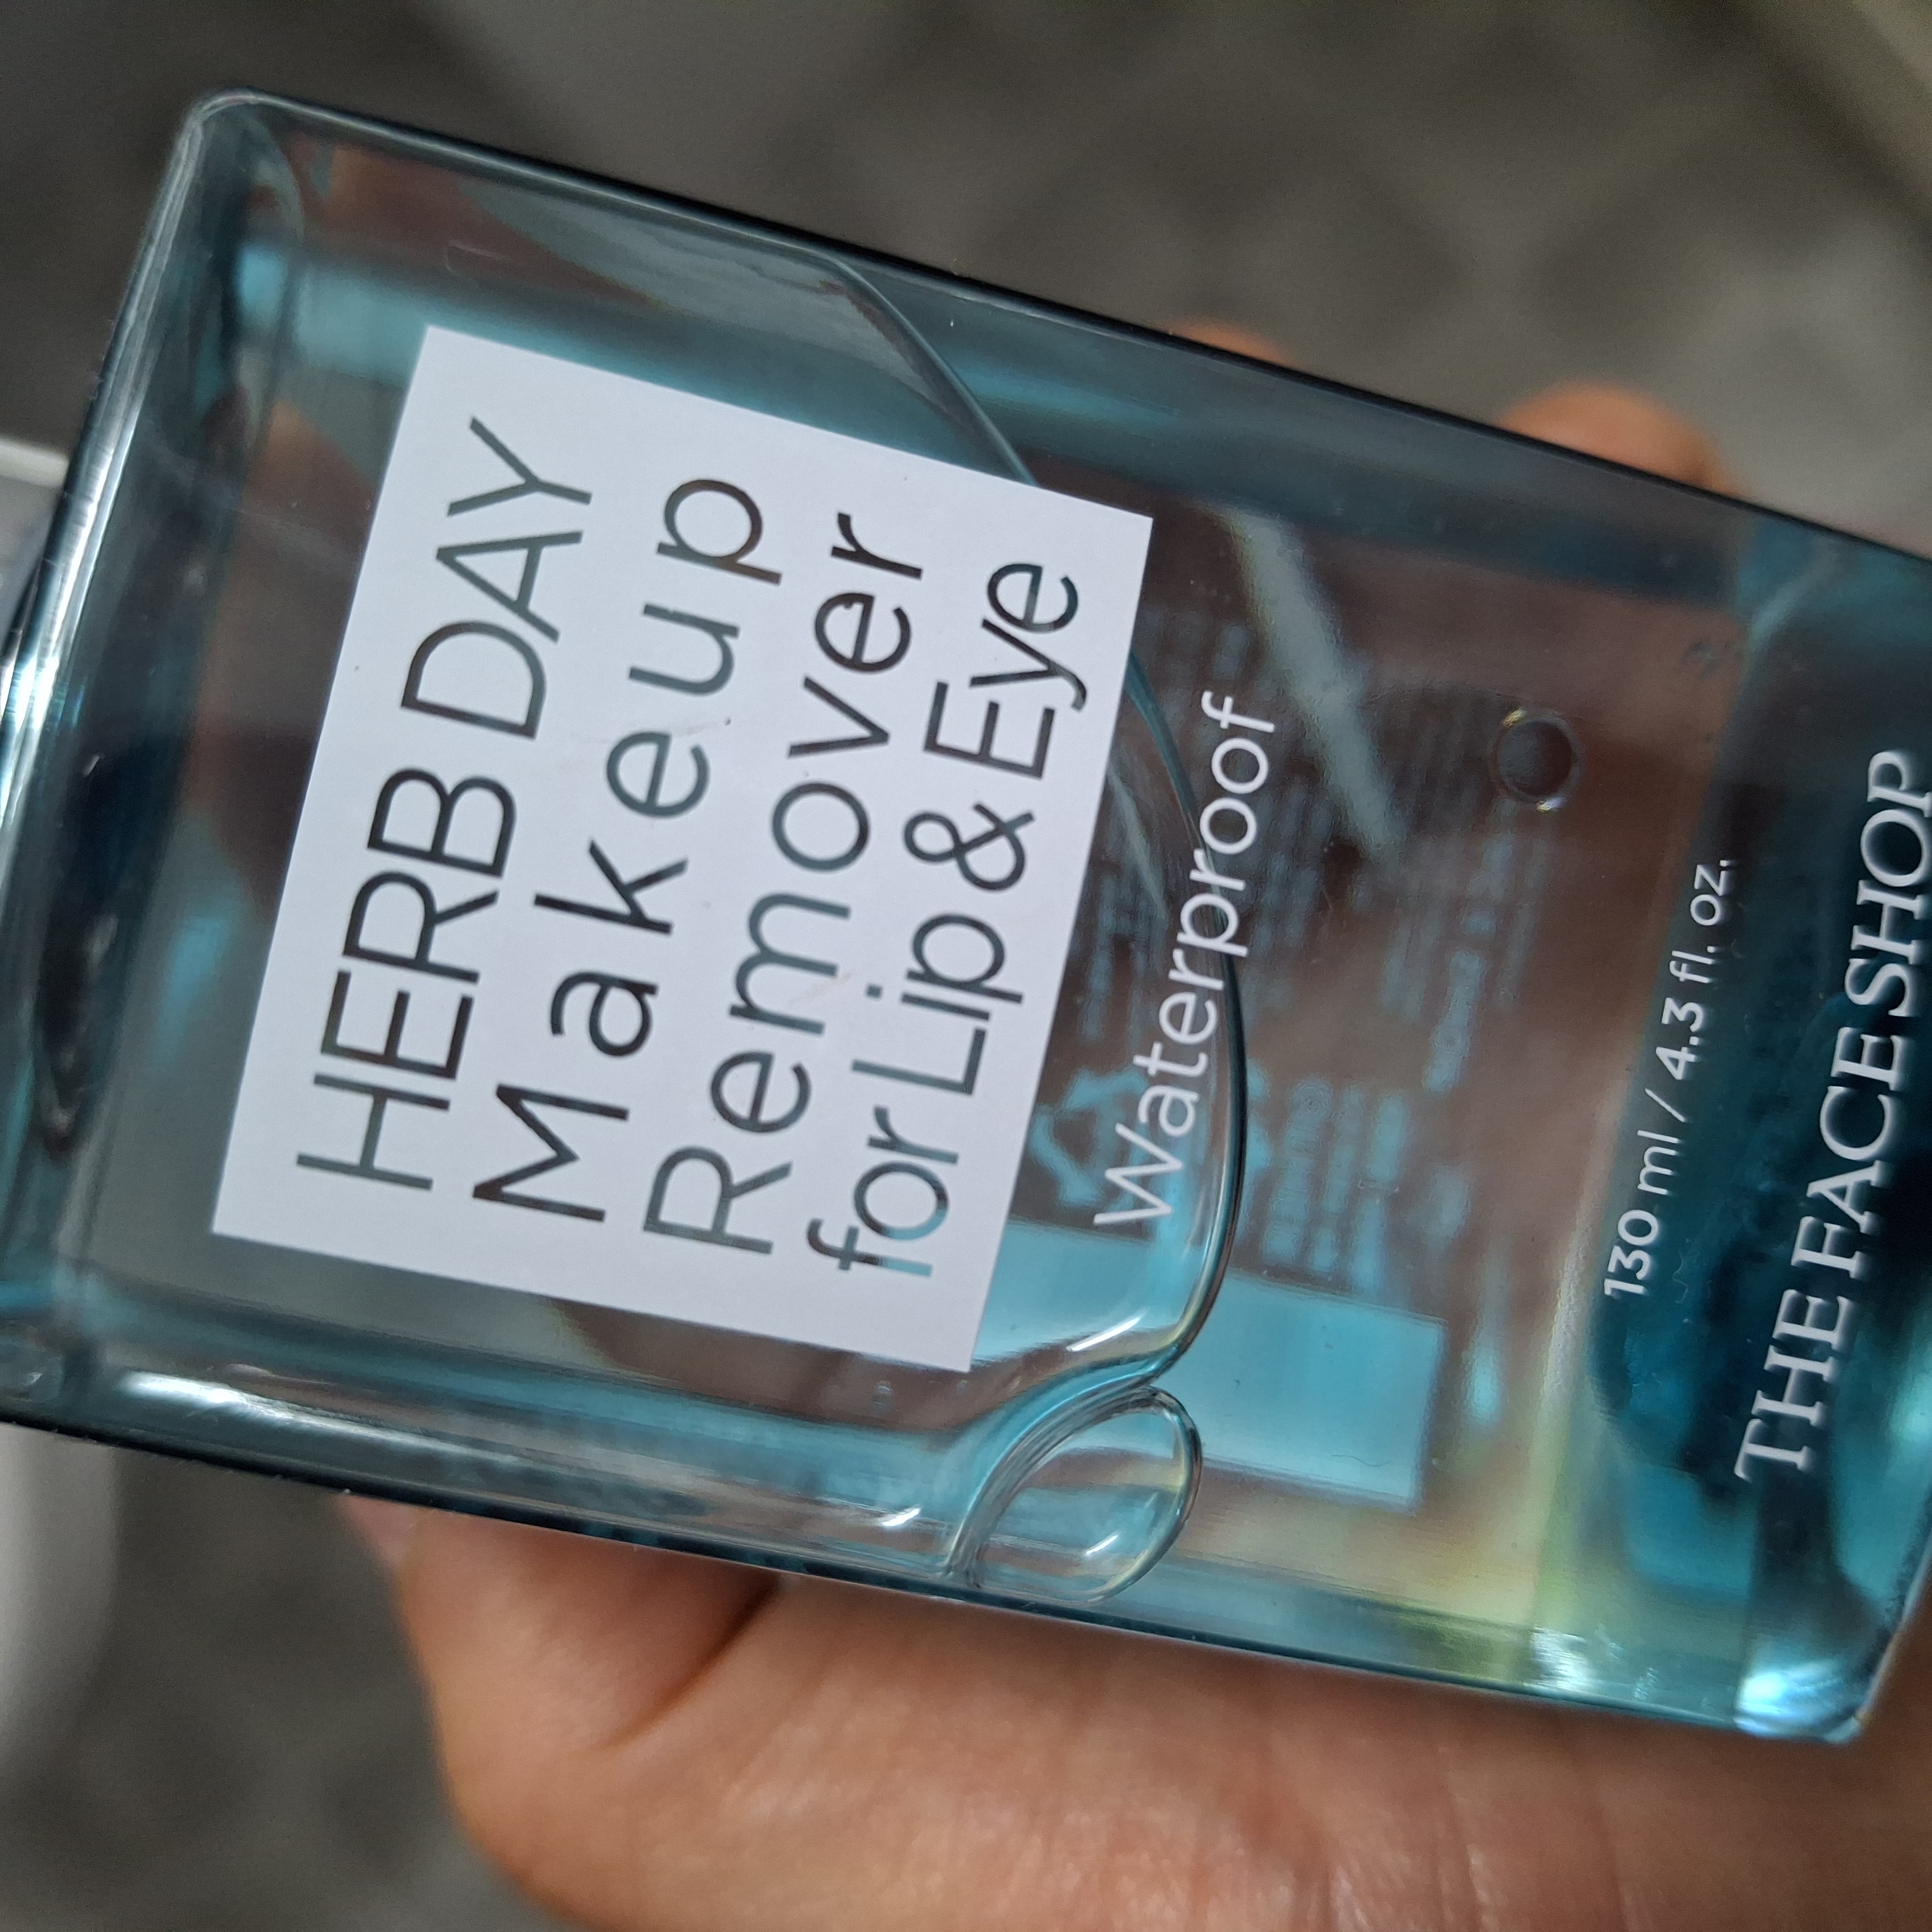 HERB DAY
Makeup
Remover
for Lip & Eye
Waterproof
130 ml / 4.3 fl. oz.
THE FACE SHOP